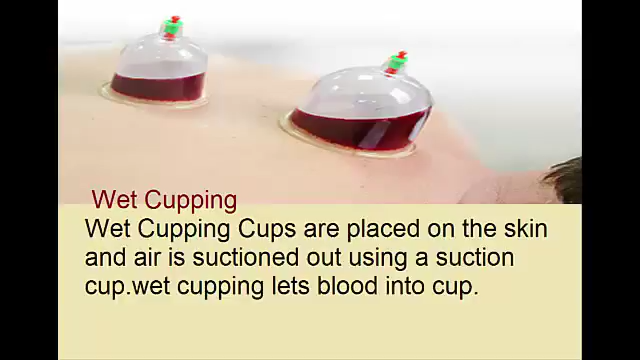 Wet Cupping
Wet Cupping Cups are placed on the skin
and air is suctioned out using a suction
cup.wet cupping lets blood into cup.